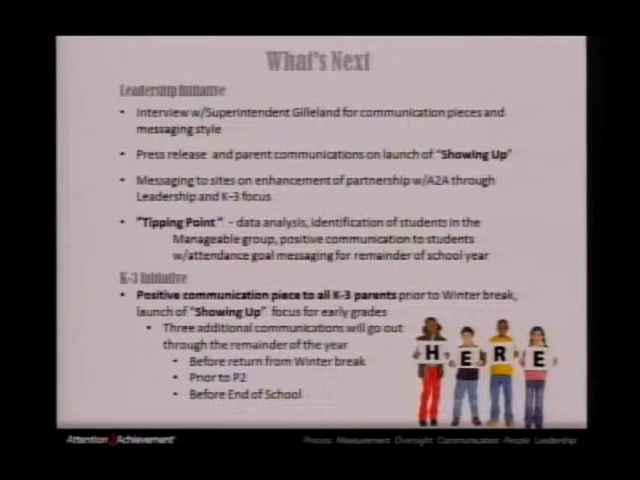 What's Next
Leadership Initiative
• Interview w/Superintendent Gilleland for communication pieces and
messaging style
• Press release and parent communications on launch of "Showing Up"
• Messaging to sites on enhancement of partnership w/A2A through
Leadership and K-3 focus
• "Tipping Point" - data analysis, identification of students in the
Manageable group, positive communication to students
w/attendance goal messaging for remainder of school year
K-3 Initiative
• Positive communication piece to all K-3 parents prior to Winter break,
launch of "Showing Up" focus for early grades
• Three additional communications will go out
through the remainder of the year
• Before return from Winter break
• Prior to P2
• Before End of School
H E R E
Attention2Achievement
Process Measurement Oversight Communication People Leadership